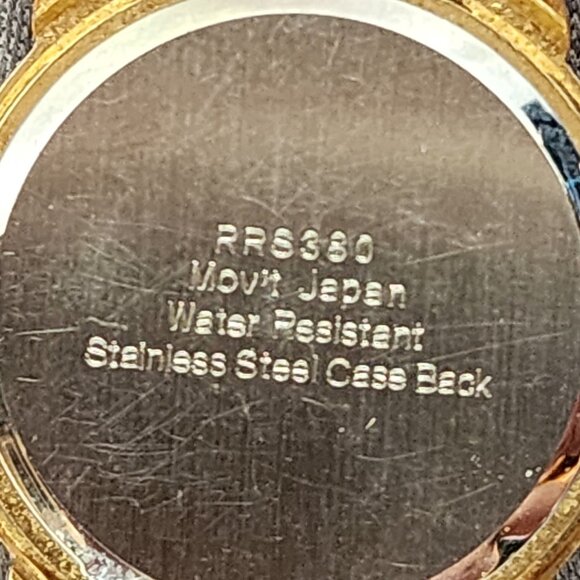 RRS380
Mov't Japan
Water Resistant
Stainless Steel Case Back